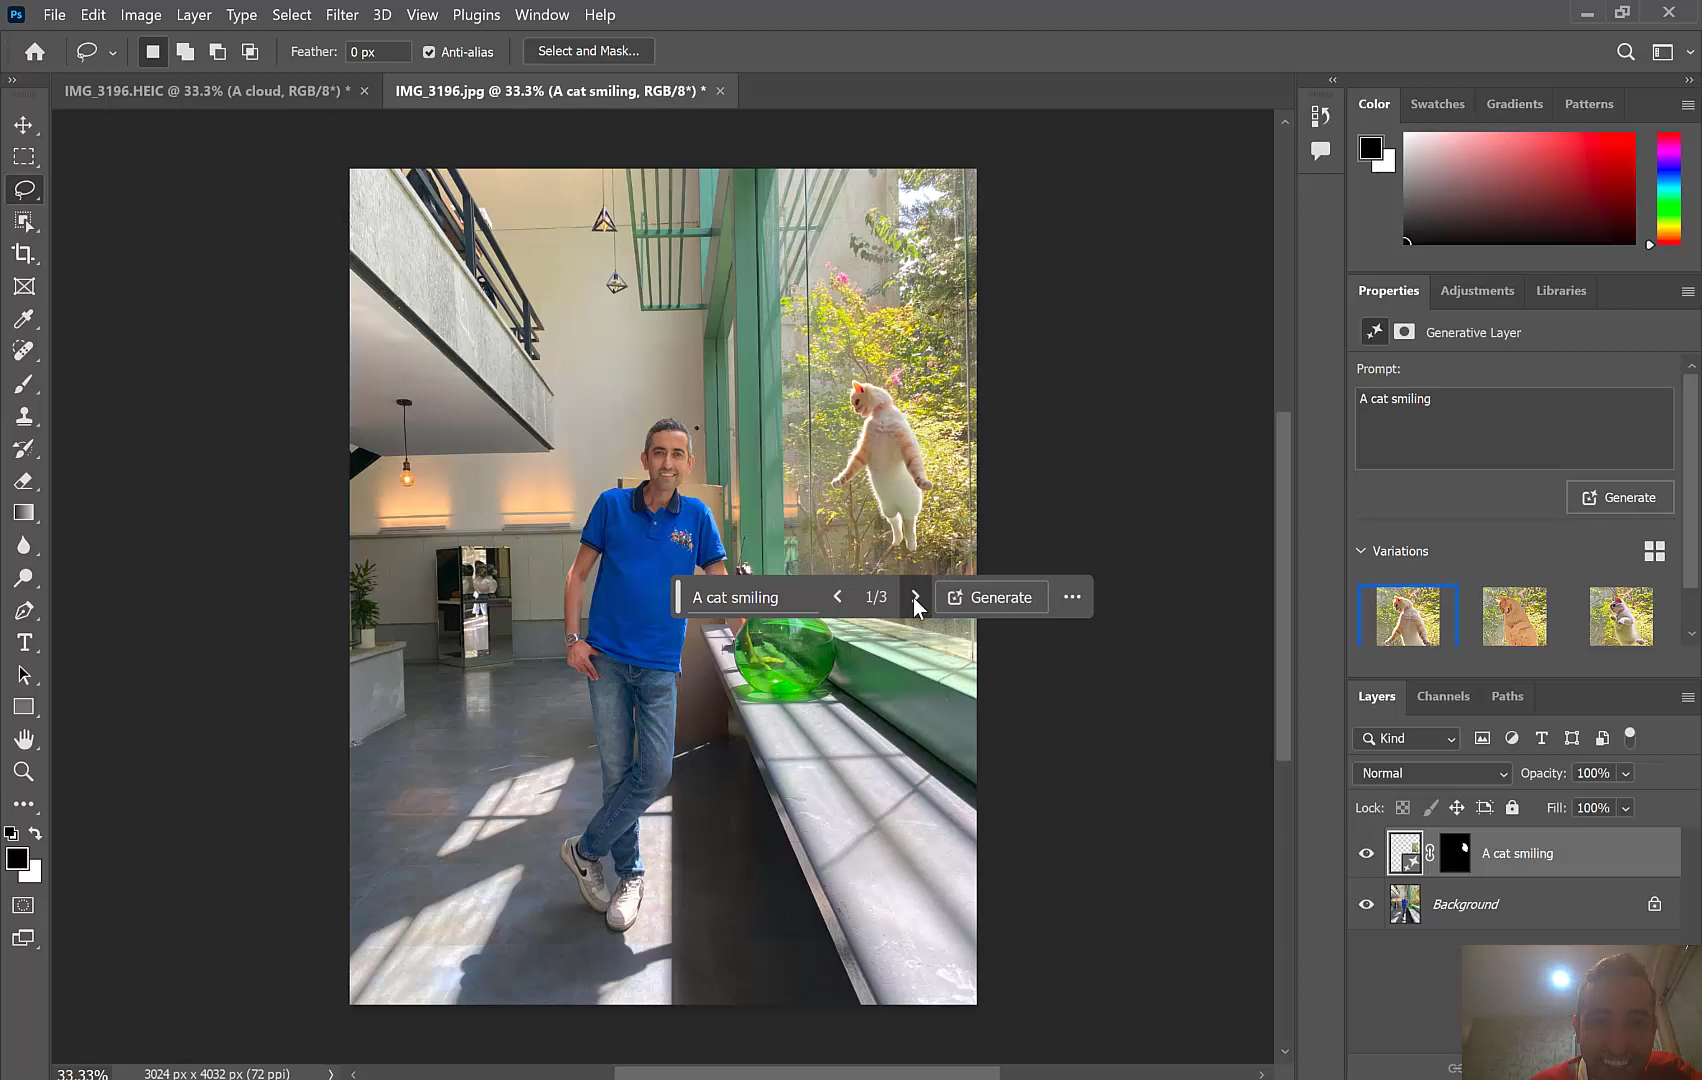 Ps File Edit Image Layer Type Select Filter 3D View Plugins Window Help
Feather: 0 px Anti-alias Select and Mask...
IMG_3196.HEIC @ 33.3% (A cloud, RGB/8*) * IMG_3196.jpg @ 33.3% (A cat smiling, RGB/8*) *
Color Swatches Gradients Patterns
Properties Adjustments Libraries
Generative Layer
Prompt:
A cat smiling
Generate
Variations
A cat smiling 1/3 Generate ...
Layers Channels Paths
Kind
Normal Opacity: 100%
Lock: Fill: 100%
A cat smiling
Background
33.33% 3024 px x 4032 px (72 ppi)